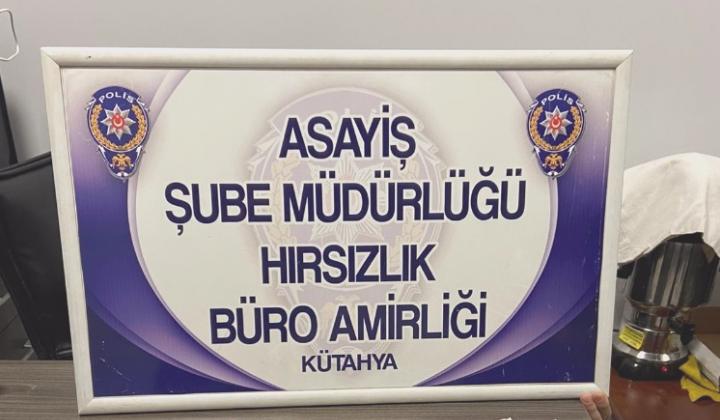 POLİS
POLİS
ASAYİŞ
ŞUBE MÜDÜRLÜĞÜ
HIRSIZLIK
BÜRO AMİRLİĞİ
KÜTAHYA